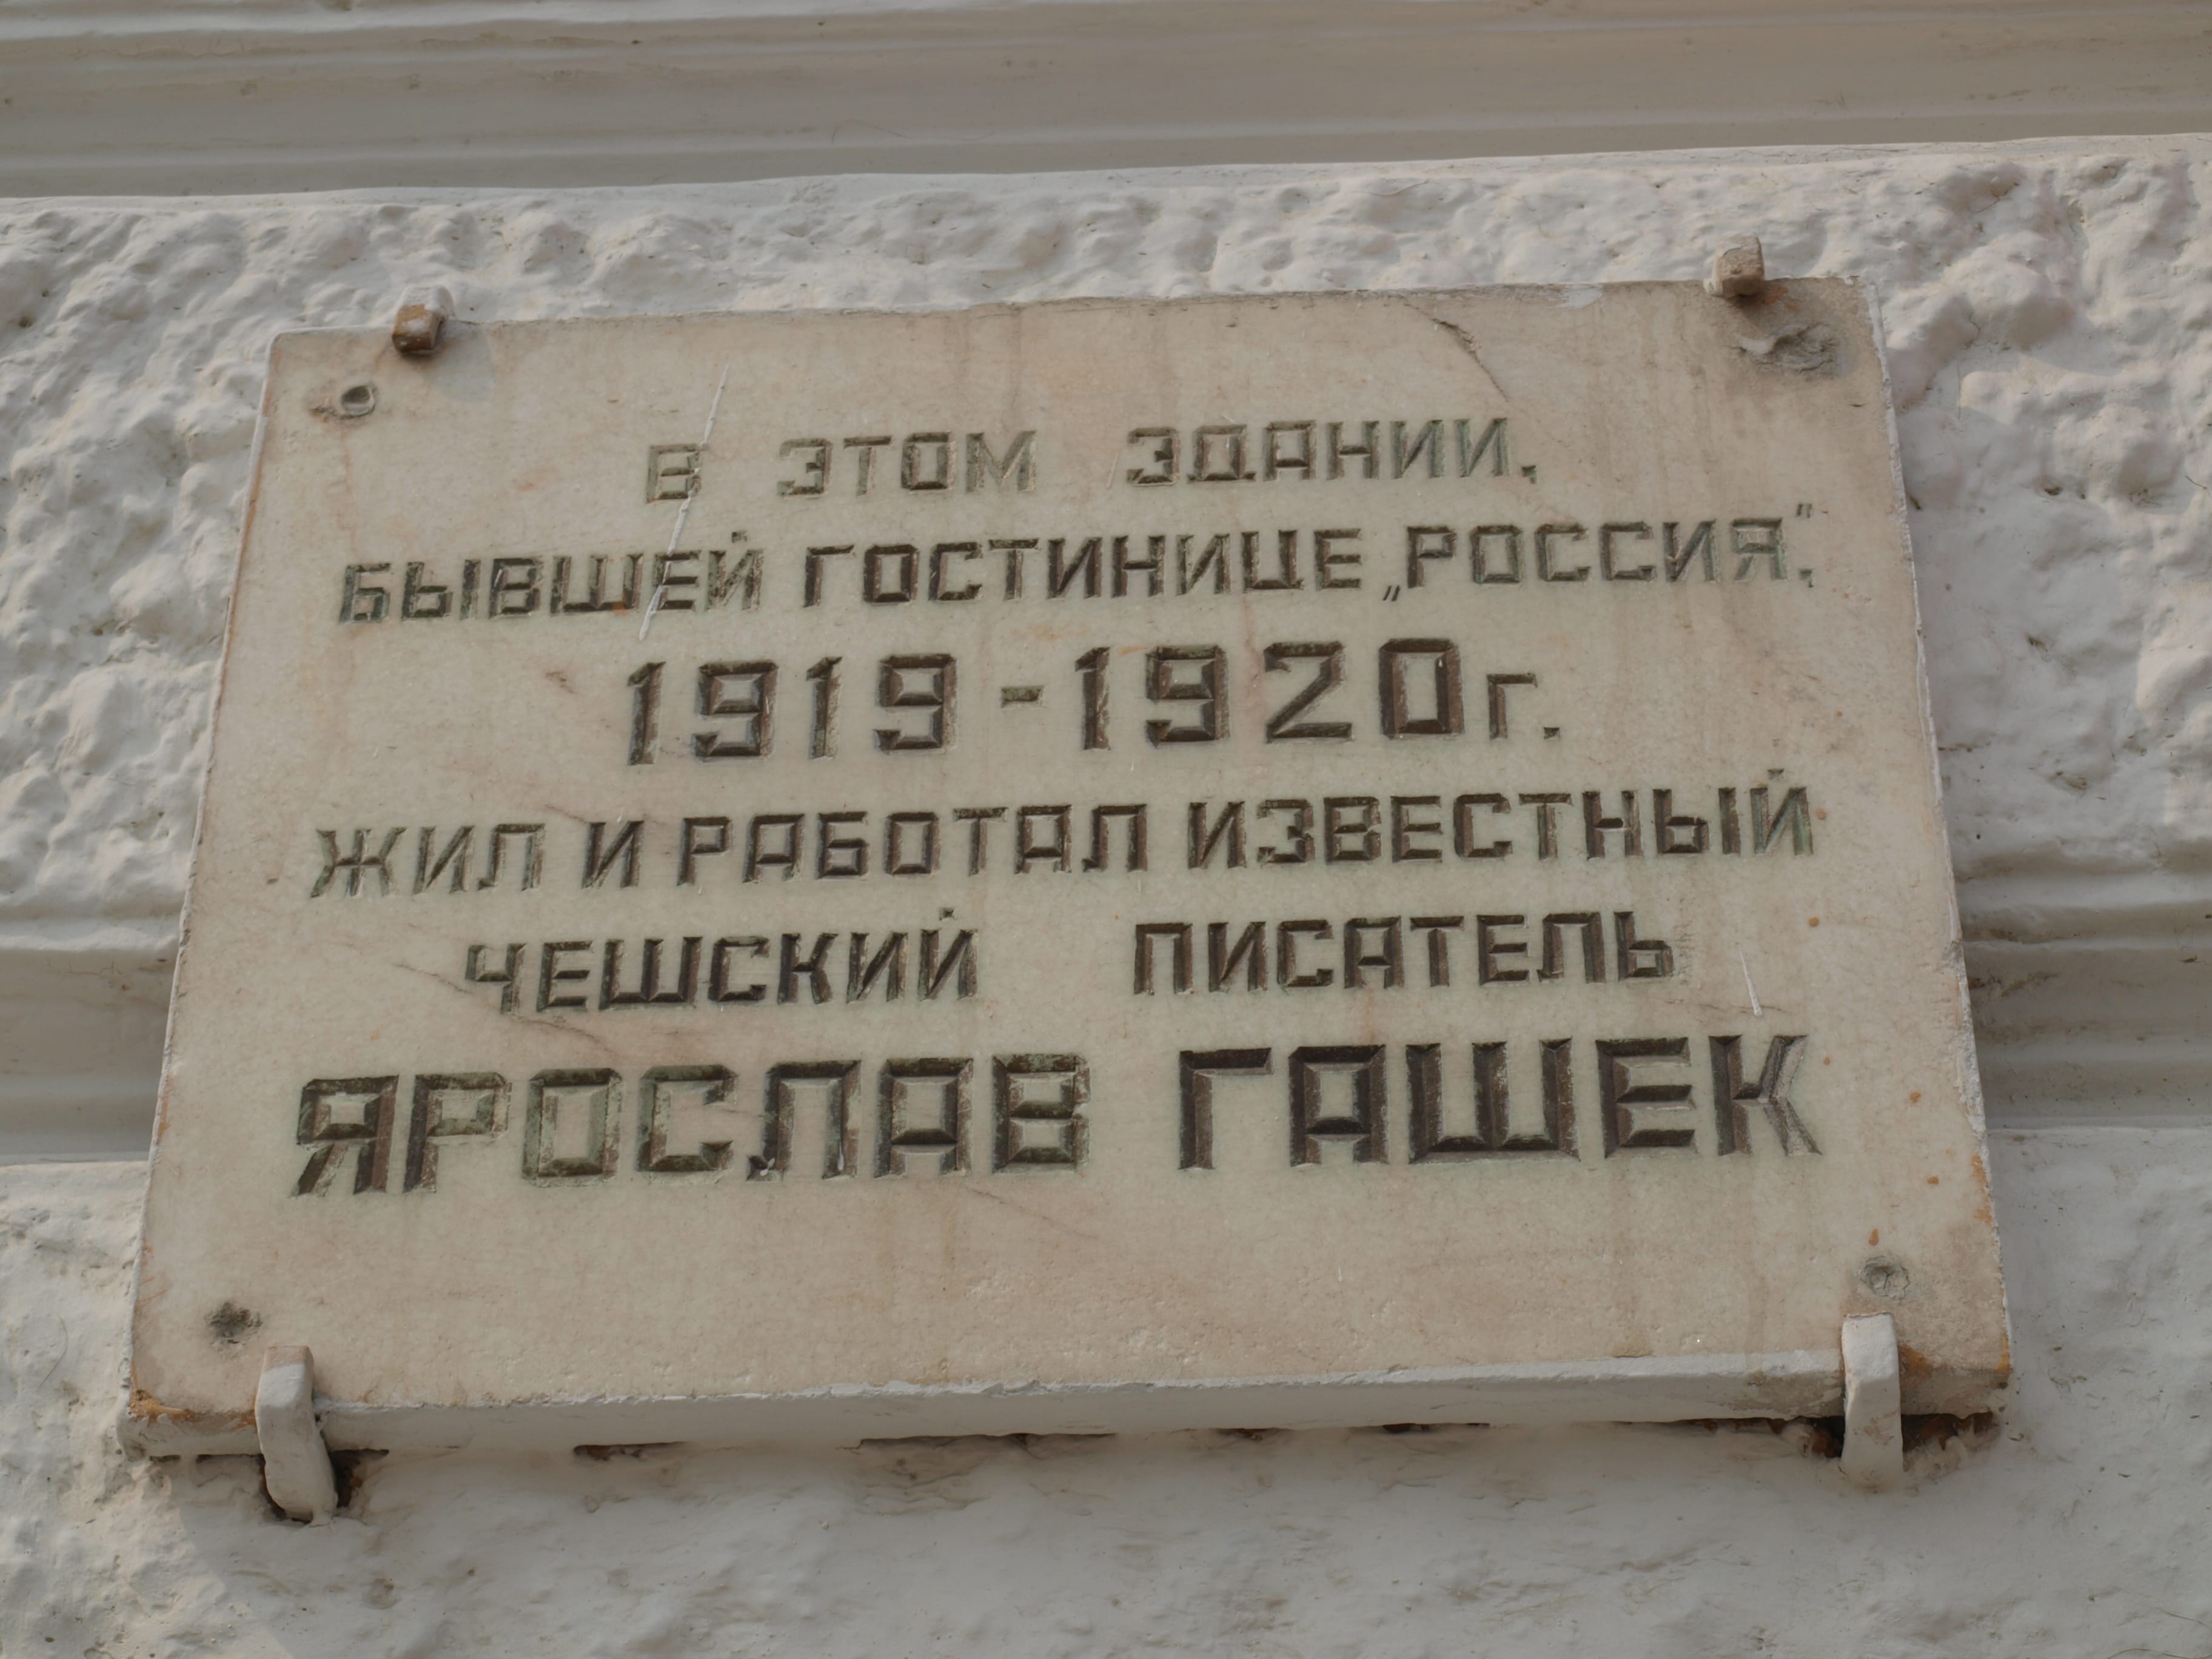 В ЭТОМ ЗДАНИИ,
БЫВШЕЙ ГОСТИНИЦЕ „РОССИЯ“,
1919-1920г.
ЖИЛ И РАБОТАЛ ИЗВЕСТНЫЙ
ЧЕШСКИЙ ПИСАТЕЛЬ
ЯРОСЛАВ ГАШЕК